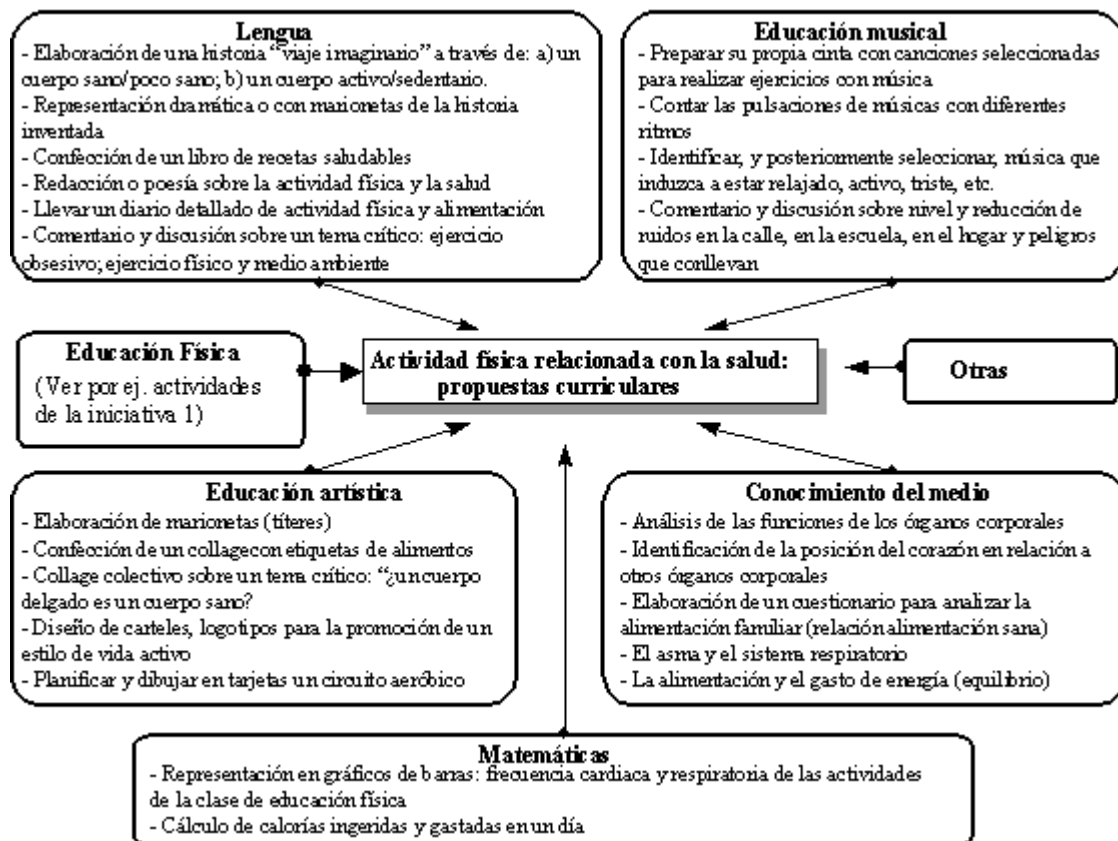 Lengua
- Elaboración de una historia “viaje imaginario” a través de: a) un
cuerpo sano/poco sano; b) un cuerpo activo/sedentario.
- Representación dramática o con marionetas de la historia
inventada
- Confección de un libro de recetas saludables
- Redacción o poesía sobre la actividad física y la salud
- Llevar un diario detallado de actividad física y alimentación
- Comentario y discusión sobre un tema crítico: ejercicio
obsesivo; ejercicio físico y medio ambiente
Educación musical
- Preparar su propia cinta con canciones seleccionadas
para realizar ejercicios con música
- Contar las pulsaciones de músicas con diferentes
ritmos
- Identificar, y posteriormente seleccionar, música que
induzca a estar relajado, activo, triste, etc.
- Comentario y discusión sobre nivel y reducción de
ruidos en la calle, en la escuela, en el hogar y peligros
que conllevan
Educación Física
(Ver por ej. actividades
de la iniciativa 1)
Actividad física relacionada con la salud:
propuestas curriculares
Otras
Educación artística
- Elaboración de marionetas (títeres)
- Confección de un collagecon etiquetas de alimentos
- Collage colectivo sobre un tema crítico: “¿un cuerpo
delgado es un cuerpo sano?
- Diseño de carteles, logotipos para la promoción de un
estilo de vida activo
- Planificar y dibujar en tarjetas un circuito aeróbico
Conocimiento del medio
- Análisis de las funciones de los órganos corporales
- Identificación de la posición del corazón en relación a
otros órganos corporales
- Elaboración de un cuestionario para analizar la
alimentación familiar (relación alimentación sana)
- El asma y el sistema respiratorio
- La alimentación y el gasto de energía (equilibrio)
Matemáticas
- Representación en gráficos de barras: frecuencia cardiaca y respiratoria de las actividades
de la clase de educación física
- Cálculo de calorías ingeridas y gastadas en un día